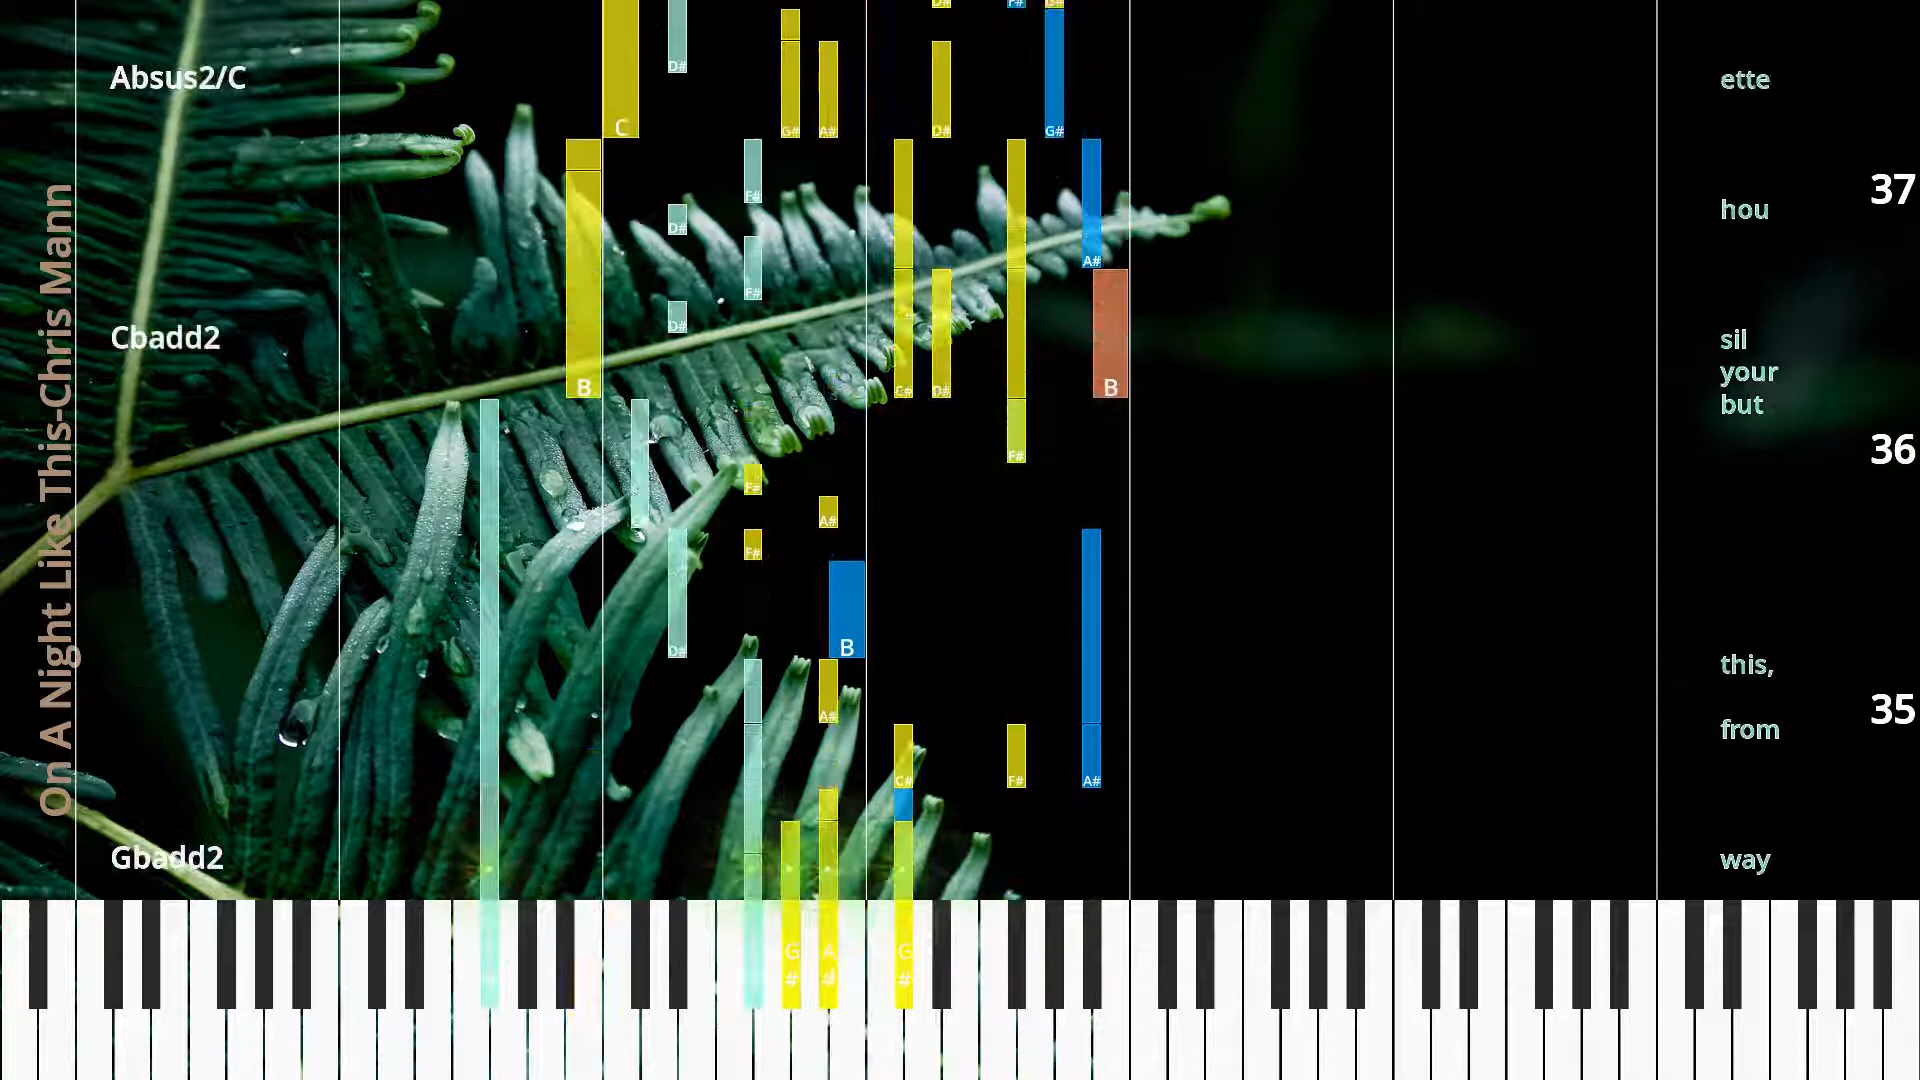 On A Night Like This-Chris Mann
D#
F#
D#
G#
Absus2/C
ette
D#
C
G#
A#
D#
G#
37
F#
hou
D#
A#
F#
D#
Cbadd2
sil
your
B
C#
D#
B
but
36
F#
F#
A#
F#
B
D#
this,
35
A#
from
C#
F#
A#
Gbadd2
way
G
#
A
#
C
#